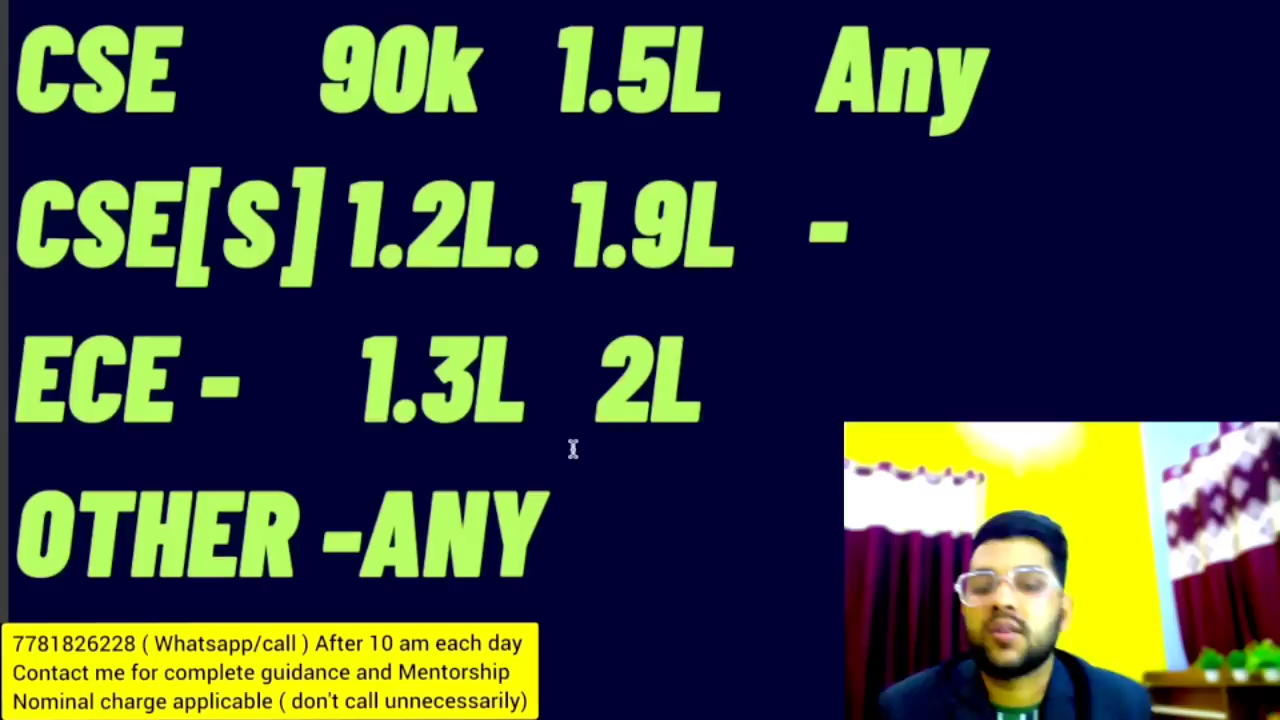 CSE 90k 1.5L Any
CSE[S] 1.2L. 1.9L -
ECE - 1.3L 2L
OTHER -ANY
7781826228 ( Whatsapp/call ) After 10 am each day
Contact me for complete guidance and Mentorship
Nominal charge applicable ( don't call unnecessarily)